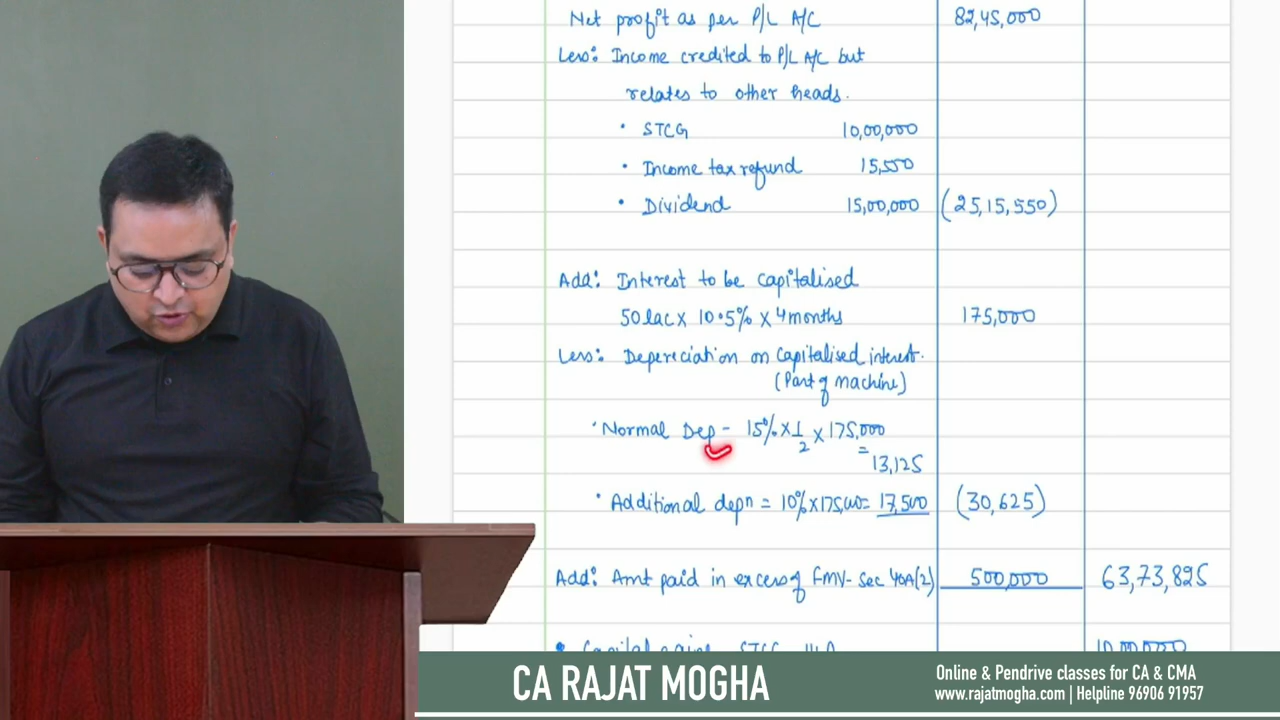 Net profit as per P/L A/C 82,45,000
Less: Income credited to P/L A/C but
relates to other heads.
• STCG 10,00,000
• Income tax refund 15,550
• Dividend 15,00,000 (25,15,550)
Add: Interest to be capitalised
50 lac x 10.5% x 4 months 175,000
Less: Depreciation on capitalised interest.
(Part of machine)
• Normal Dep - 15% x 1/2 x 175,000
= 13,125
• Additional depn = 10% x 175,000 = 17,500 (30,625)
Add: Amt paid in excess of FMV - Sec 40A(2) 500,000 63,73,825
CA RAJAT MOGHA
Online & Pendrive classes for CA & CMA
www.rajatmogha.com | Helpline 96906 91957